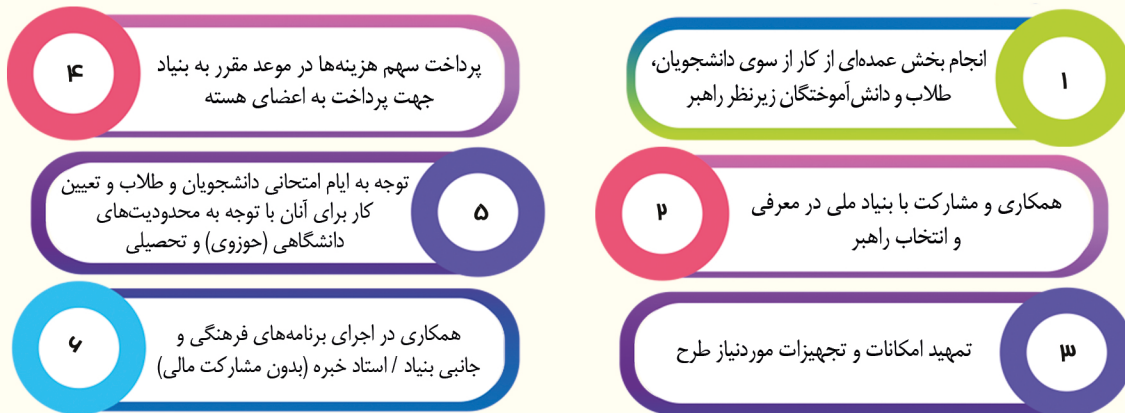 ۱
انجام بخش عمده‌ای از کار از سوی دانشجویان،
طلاب و دانش‌آموختگان زیرنظر راهبر
۲
همکاری و مشارکت با بنیاد ملی در معرفی
و انتخاب راهبر
۳
تمهید امکانات و تجهیزات موردنیاز طرح
۴
پرداخت سهم هزینه‌ها در موعد مقرر به بنیاد
جهت پرداخت به اعضای هسته
۵
توجه به ایام امتحانی دانشجویان و طلاب و تعیین
کار برای آنان با توجه به محدودیت‌های
دانشگاهی (حوزوی) و تحصیلی
۶
همکاری در اجرای برنامه‌های فرهنگی و
جانبی بنیاد / استاد خبره (بدون مشارکت مالی)